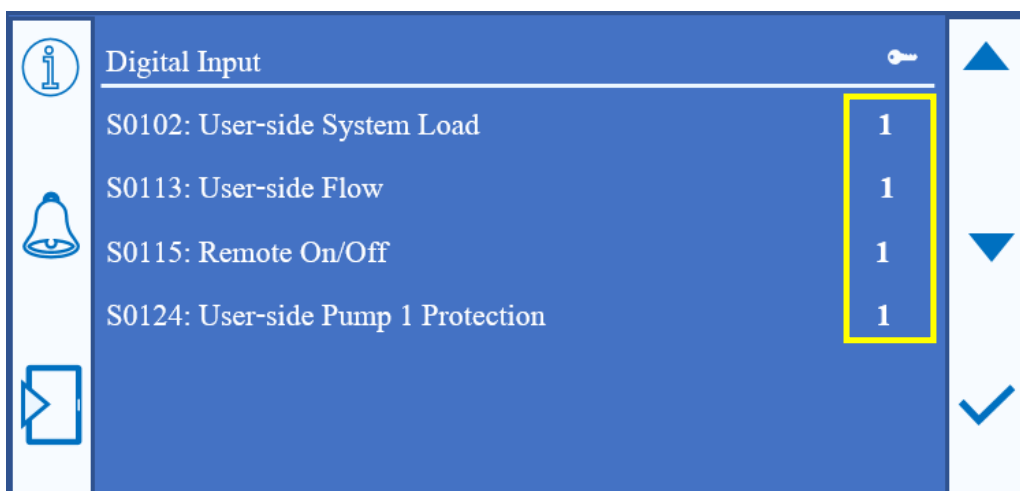 Digital Input
S0102: User-side System Load 1
S0113: User-side Flow 1
S0115: Remote On/Off 1
S0124: User-side Pump 1 Protection 1